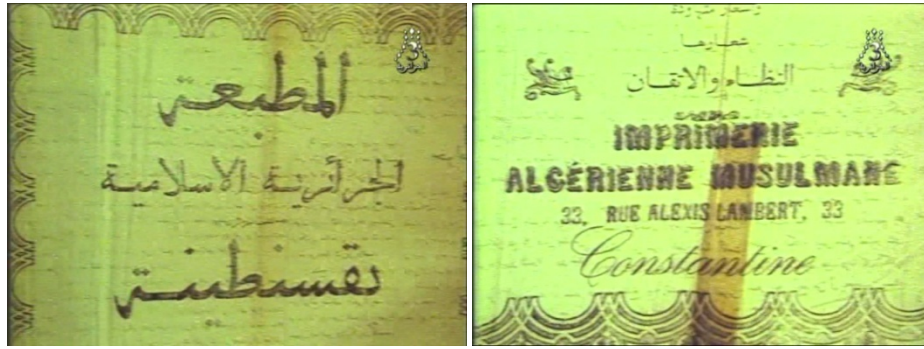 المطبعة
الجزائرية الاسلامية
بقسنطينة
شعارها
النظام والاتقان
IMPRIMERIE
ALGÉRIENNE MUSULMANE
33, RUE ALEXIS LAMBERT, 33
Constantine